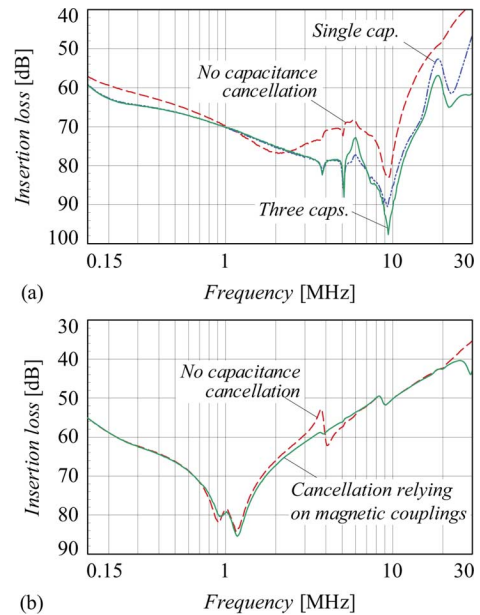 40
50
60
70
80
90
100
Insertion loss [dB]
Single cap.
No capacitance
cancellation
Three caps.
0.15
1
10
30
(a)
Frequency [MHz]
30
40
50
60
70
80
90
Insertion loss [dB]
No capacitance
cancellation
Cancellation relying
on magnetic couplings
0.15
1
10
30
(b)
Frequency [MHz]